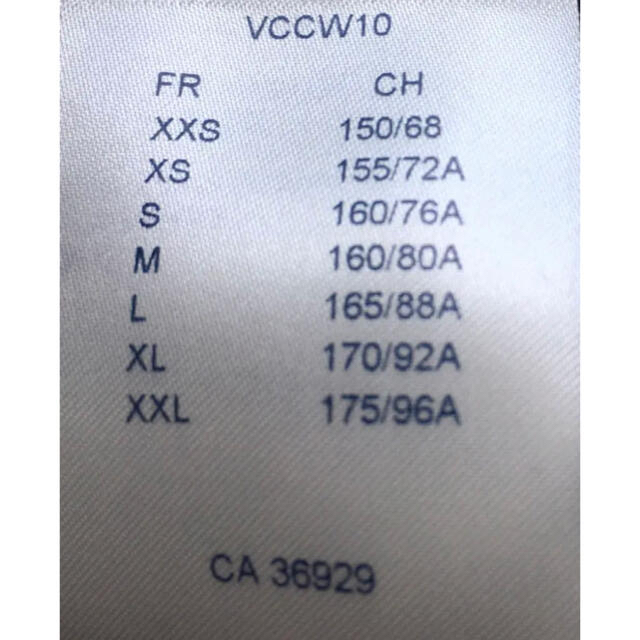 VCCW10
FR CH
XXS 150/68
XS 155/72A
S 160/76A
M 160/80A
L 165/88A
XL 170/92A
XXL 175/96A
CA 36929